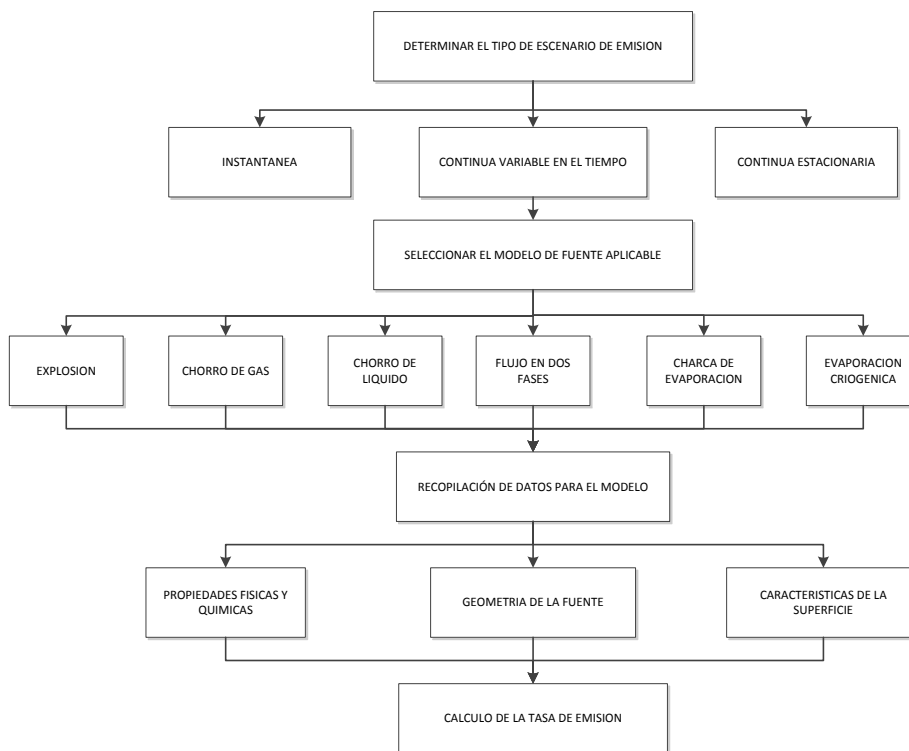 DETERMINAR EL TIPO DE ESCENARIO DE EMISION
INSTANTANEA
CONTINUA VARIABLE EN EL TIEMPO
CONTINUA ESTACIONARIA
SELECCIONAR EL MODELO DE FUENTE APLICABLE
EXPLOSION
CHORRO DE GAS
CHORRO DE
LIQUIDO
FLUJO EN DOS
FASES
CHARCA DE
EVAPORACION
EVAPORACION
CRIOGENICA
RECOPILACIÓN DE DATOS PARA EL MODELO
PROPIEDADES FISICAS Y
QUIMICAS
GEOMETRIA DE LA FUENTE
CARACTERISTICAS DE LA
SUPERFICIE
CALCULO DE LA TASA DE EMISION